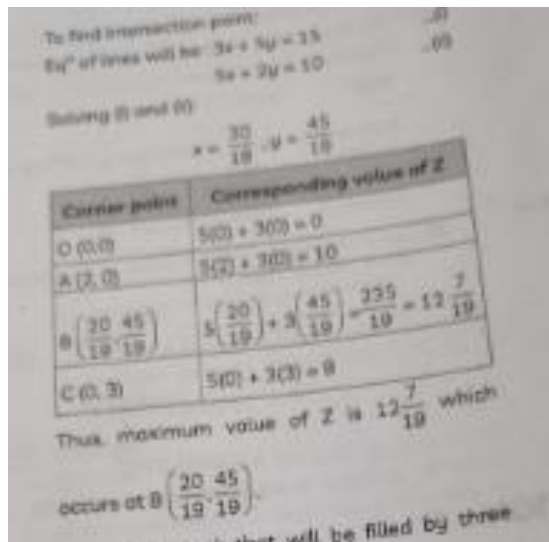 To find intersection point:
Eqⁿ of lines will be 3x + 5y = 15 ...(i)
5x + 2y = 10 ...(ii)
Solving (i) and (ii)
x = 20/19, y = 45/19
Corner point Corresponding value of Z
O (0,0) 5(0) + 3(0) = 0
A (2, 0) 5(2) + 3(0) = 10
B (20/19, 45/19) 5(20/19) + 3(45/19) = 235/19 = 12 7/19
C (0, 3) 5(0) + 3(3) = 9
Thus, maximum value of Z is 12 7/19 which
occurs at B (20/19, 45/19).
that will be filled by three